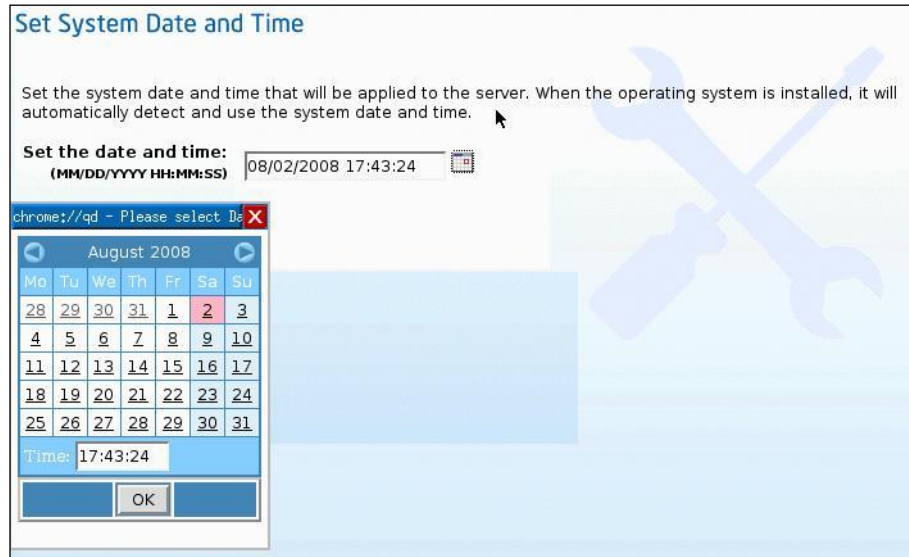 Set System Date and Time
Set the system date and time that will be applied to the server. When the operating system is installed, it will
automatically detect and use the system date and time.
Set the date and time:
(MM/DD/YYYY HH:MM:SS)
08/02/2008 17:43:24
chrome://qd - Please select Da
August 2008
Mo Tu We Th Fr Sa Su
28 29 30 31 1 2 3
4 5 6 7 8 9 10
11 12 13 14 15 16 17
18 19 20 21 22 23 24
25 26 27 28 29 30 31
Time: 17:43:24
OK